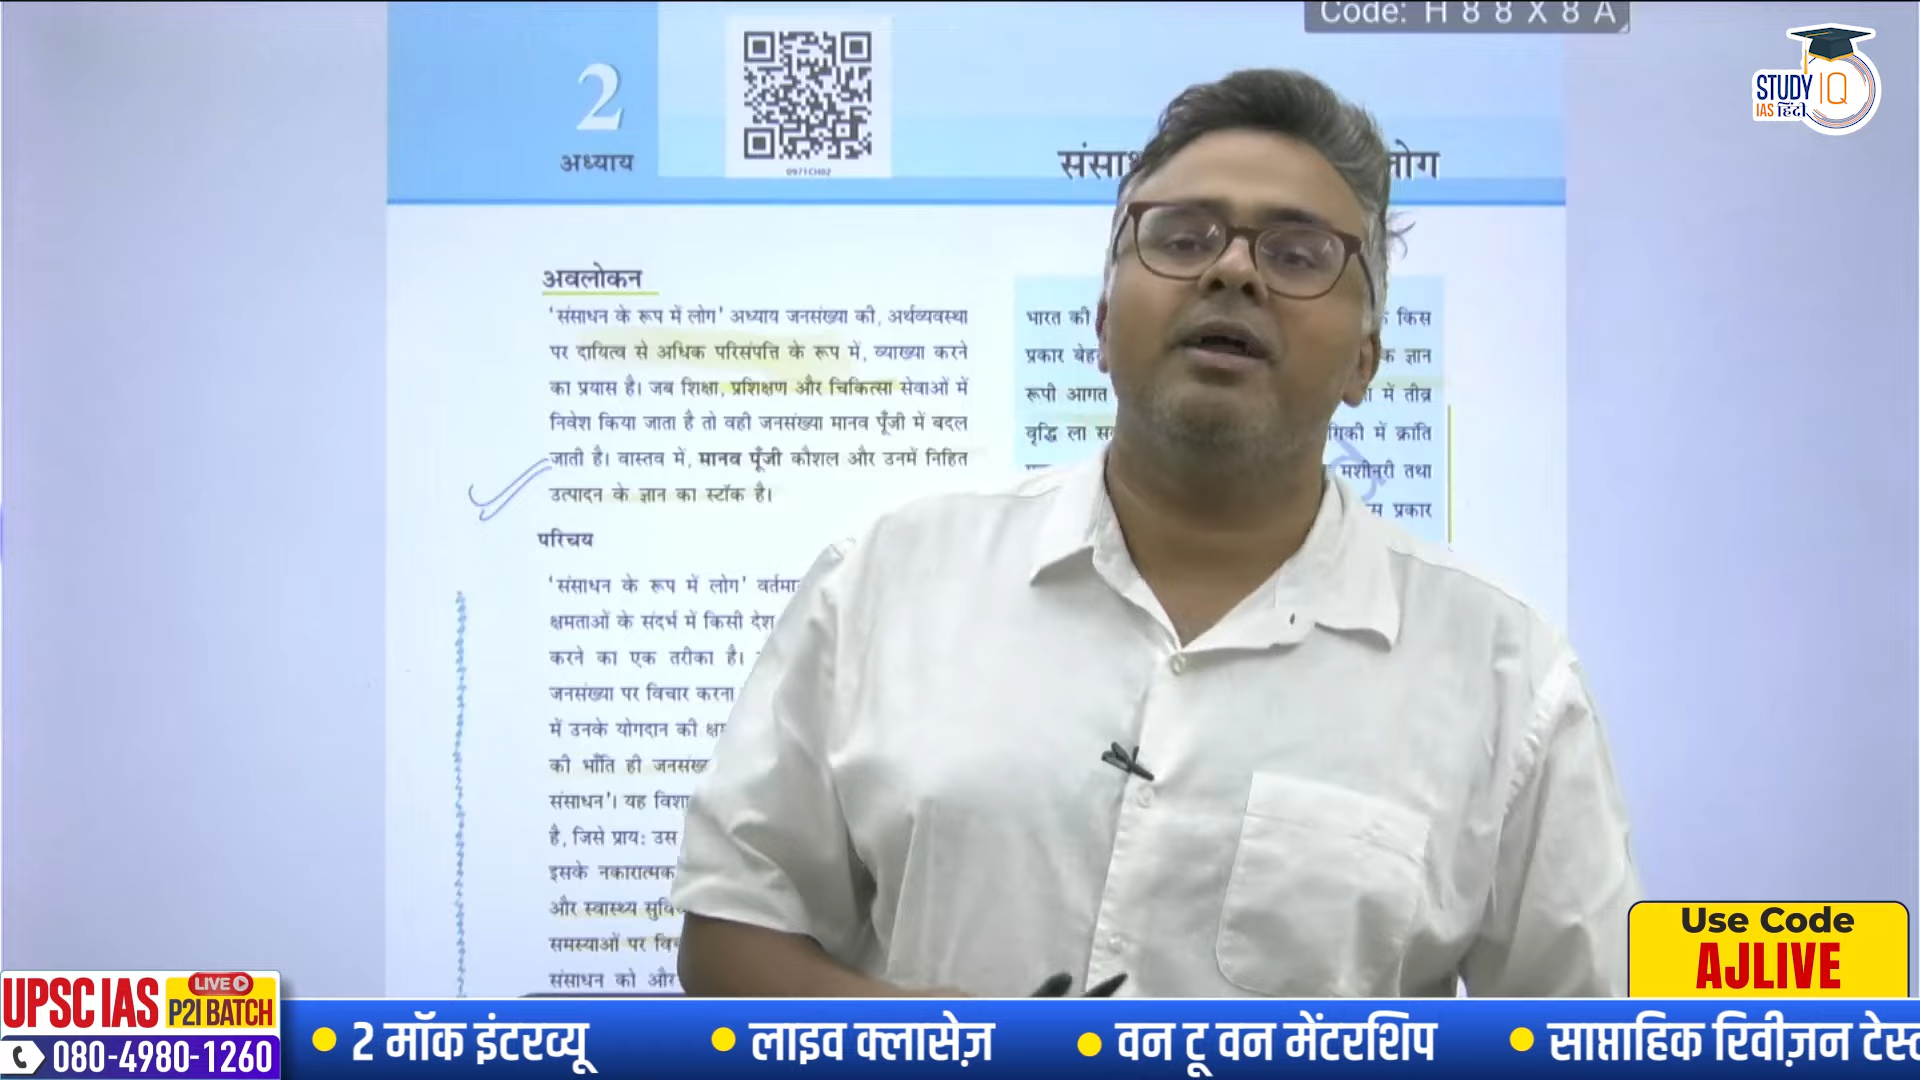 Code: H 8 8 X 8 A
STUDY IQ
IAS हिंदी
2
अध्याय
0971CH02
अवलोकन
'संसाधन के रूप में लोग' अध्याय जनसंख्या की, अर्थव्यवस्था
पर दायित्व से अधिक परिसंपत्ति के रूप में, व्याख्या करने
का प्रयास है। जब शिक्षा, प्रशिक्षण और चिकित्सा सेवाओं में
निवेश किया जाता है तो वही जनसंख्या मानव पूँजी में बदल
जाती है। वास्तव में, मानव पूँजी कौशल और उनमें निहित
उत्पादन के ज्ञान का स्टॉक है।
परिचय
'संसाधन के रूप में लोग'
क्षमताओं के संदर्भ में किसी देश
करने का एक तरीका है।
जनसंख्या पर विचार करना
में उनके योगदान की
की भाँति ही
संसाधन'। यह
है, जिसे प्राय: उस
इसके नकारात्मक
और स्वास्थ्य
समस्याओं पर
संसाधन को और
भारत की किस
प्रकार ज्ञान
रूपी आगत में तीव्र
वृद्धि ला में क्रांति
मशीनरी तथा
प्रकार
Use Code
AJLIVE
UPSC IAS LIVE
P2I BATCH
080-4980-1260
2 मॉक इंटरव्यू
लाइव क्लासेज़
वन टू वन मेंटरशिप
साप्ताहिक रिवीज़न